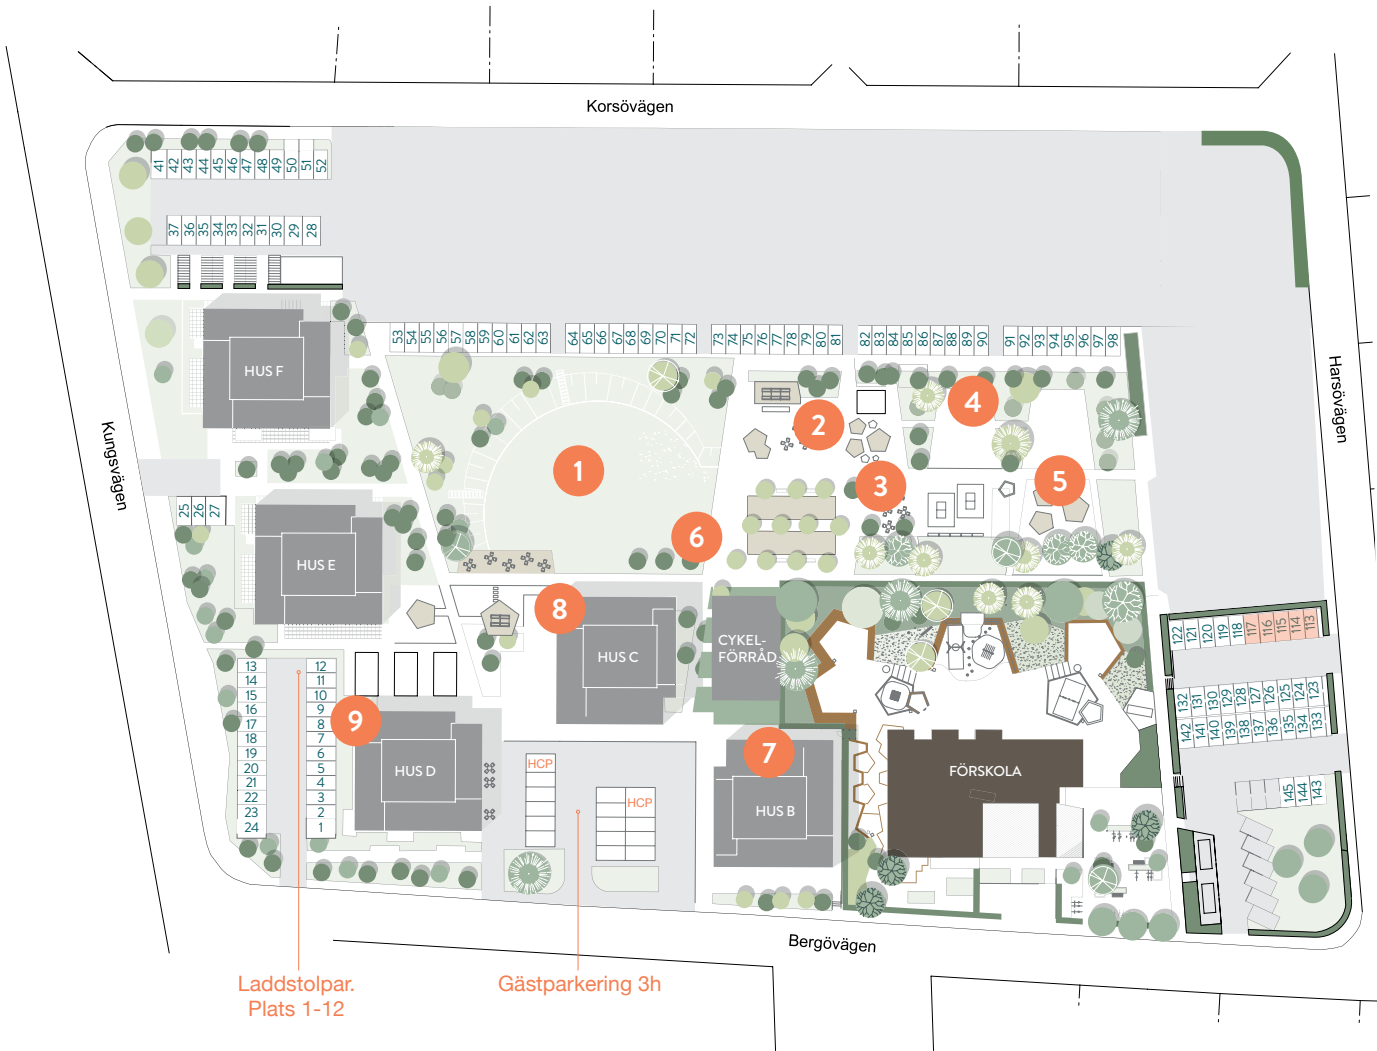 Korsövägen
41 42 43 44 45 46 47 48 49 50 51 52
37 36 35 34 33 32 31 30 29 28
53 54 55 56 57 58 59 60 61 62 63
64 65 66 67 68 69 70 71 72
73 74 75 76 77 78 79 80 81
82 83 84 85 86 87 88 89 90
91 92 93 94 95 96 97 98
HUS F
Kungsvägen
Harsövägen
1
2
3
4
5
6
25 26 27
HUS E
8
HUS C
CYKEL-
FÖRRÅD
122 121 120 119 118 117 116 115 114 113
132 131 130 129 128 127 126 125 124 123
142 141 140 139 138 137 136 135 134 133
145 144 143
13 12
14 11
15 10
16 9
17 8
18 7
19 6
20 5
21 4
22 3
23 2
24 1
9
HUS D
HCP
HCP
7
HUS B
FÖRSKOLA
Bergövägen
Laddstolpar.
Plats 1-12
Gästparkering 3h